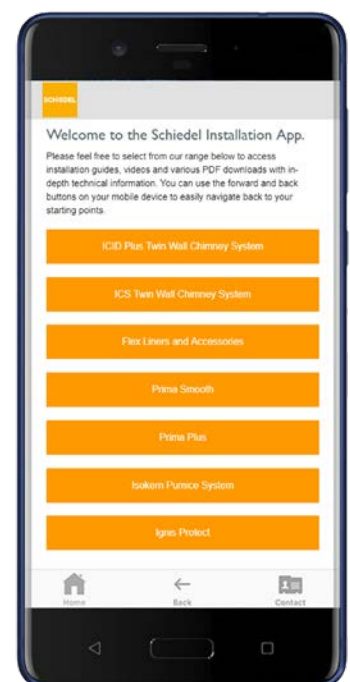 SCHIEDEL
Welcome to the Schiedel Installation App.
Please feel free to select from our range below to access
installation guides, videos and various PDF downloads with in-
depth technical information. You can use the forward and back
buttons on your mobile device to easily navigate back to your
starting points.
ICID Plus Twin Wall Chimney System
ICS Twin Wall Chimney System
Flex Liners and Accessories
Prima Smooth
Prima Plus
Isokern Pumice System
Ignis Protect
Home
Back
Contact